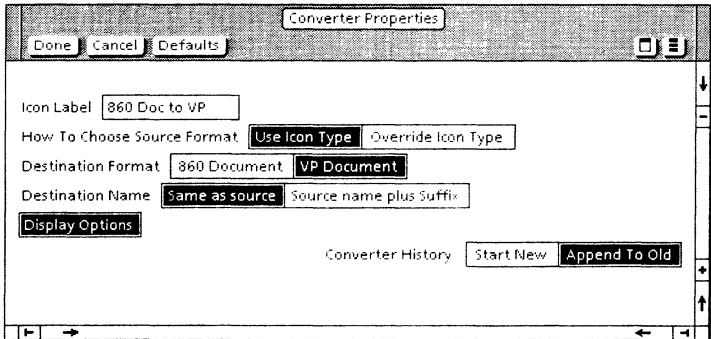 Converter Properties
Done Cancel Defaults
Icon Label 860 Doc to VP
How To Choose Source Format Use Icon Type Override Icon Type
Destination Format 860 Document VP Document
Destination Name Same as source Source name plus Suffix
Display Options
Converter History Start New Append To Old